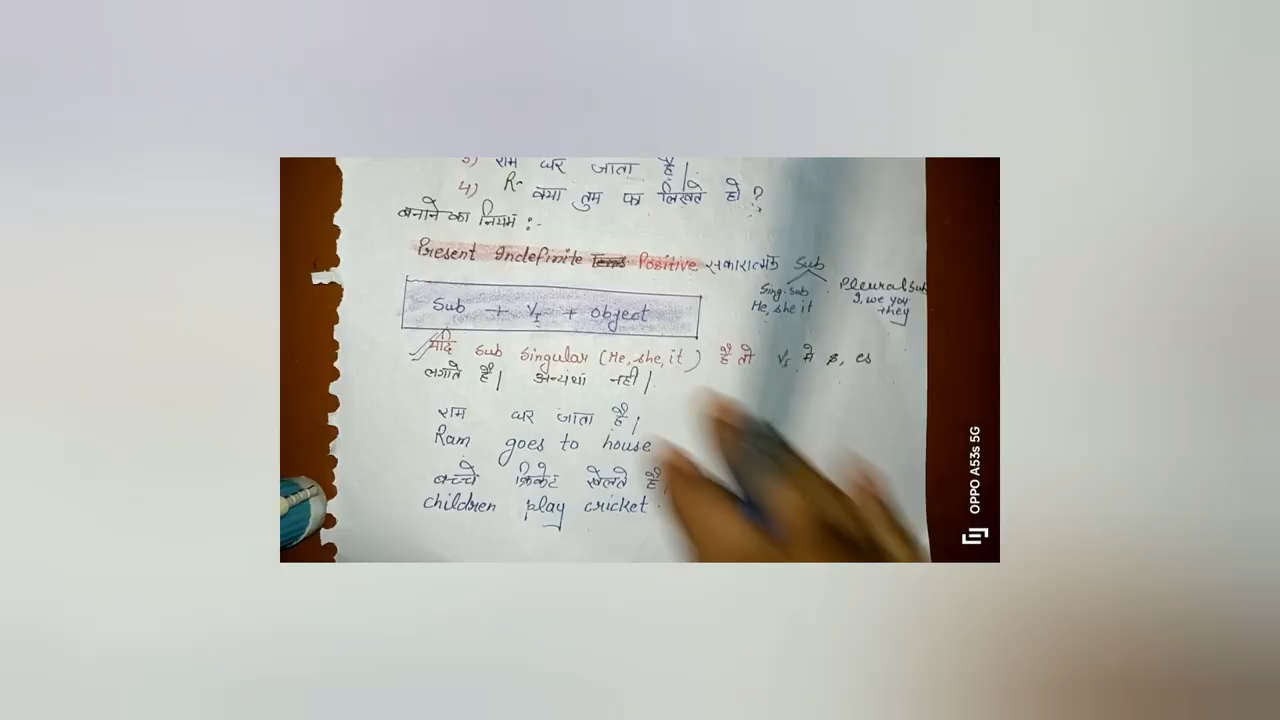 3) राम घर जाता है।
4) क्या तुम पत्र लिखते हो?
बनाने का नियम :-
Present Indefinite Positive सकारात्मक Sub
Sing. Sub Pleural Sub
He, she it I, we you
they
Sub + V1 + object
यदि Sub Singular (He, she, it) है तो V1 मे s, es
लगाते है। अन्यथा नही।
राम घर जाता है।
Ram goes to house
बच्चे क्रिकेट खेलते है।
children play cricket.
OPPO A53s 5G